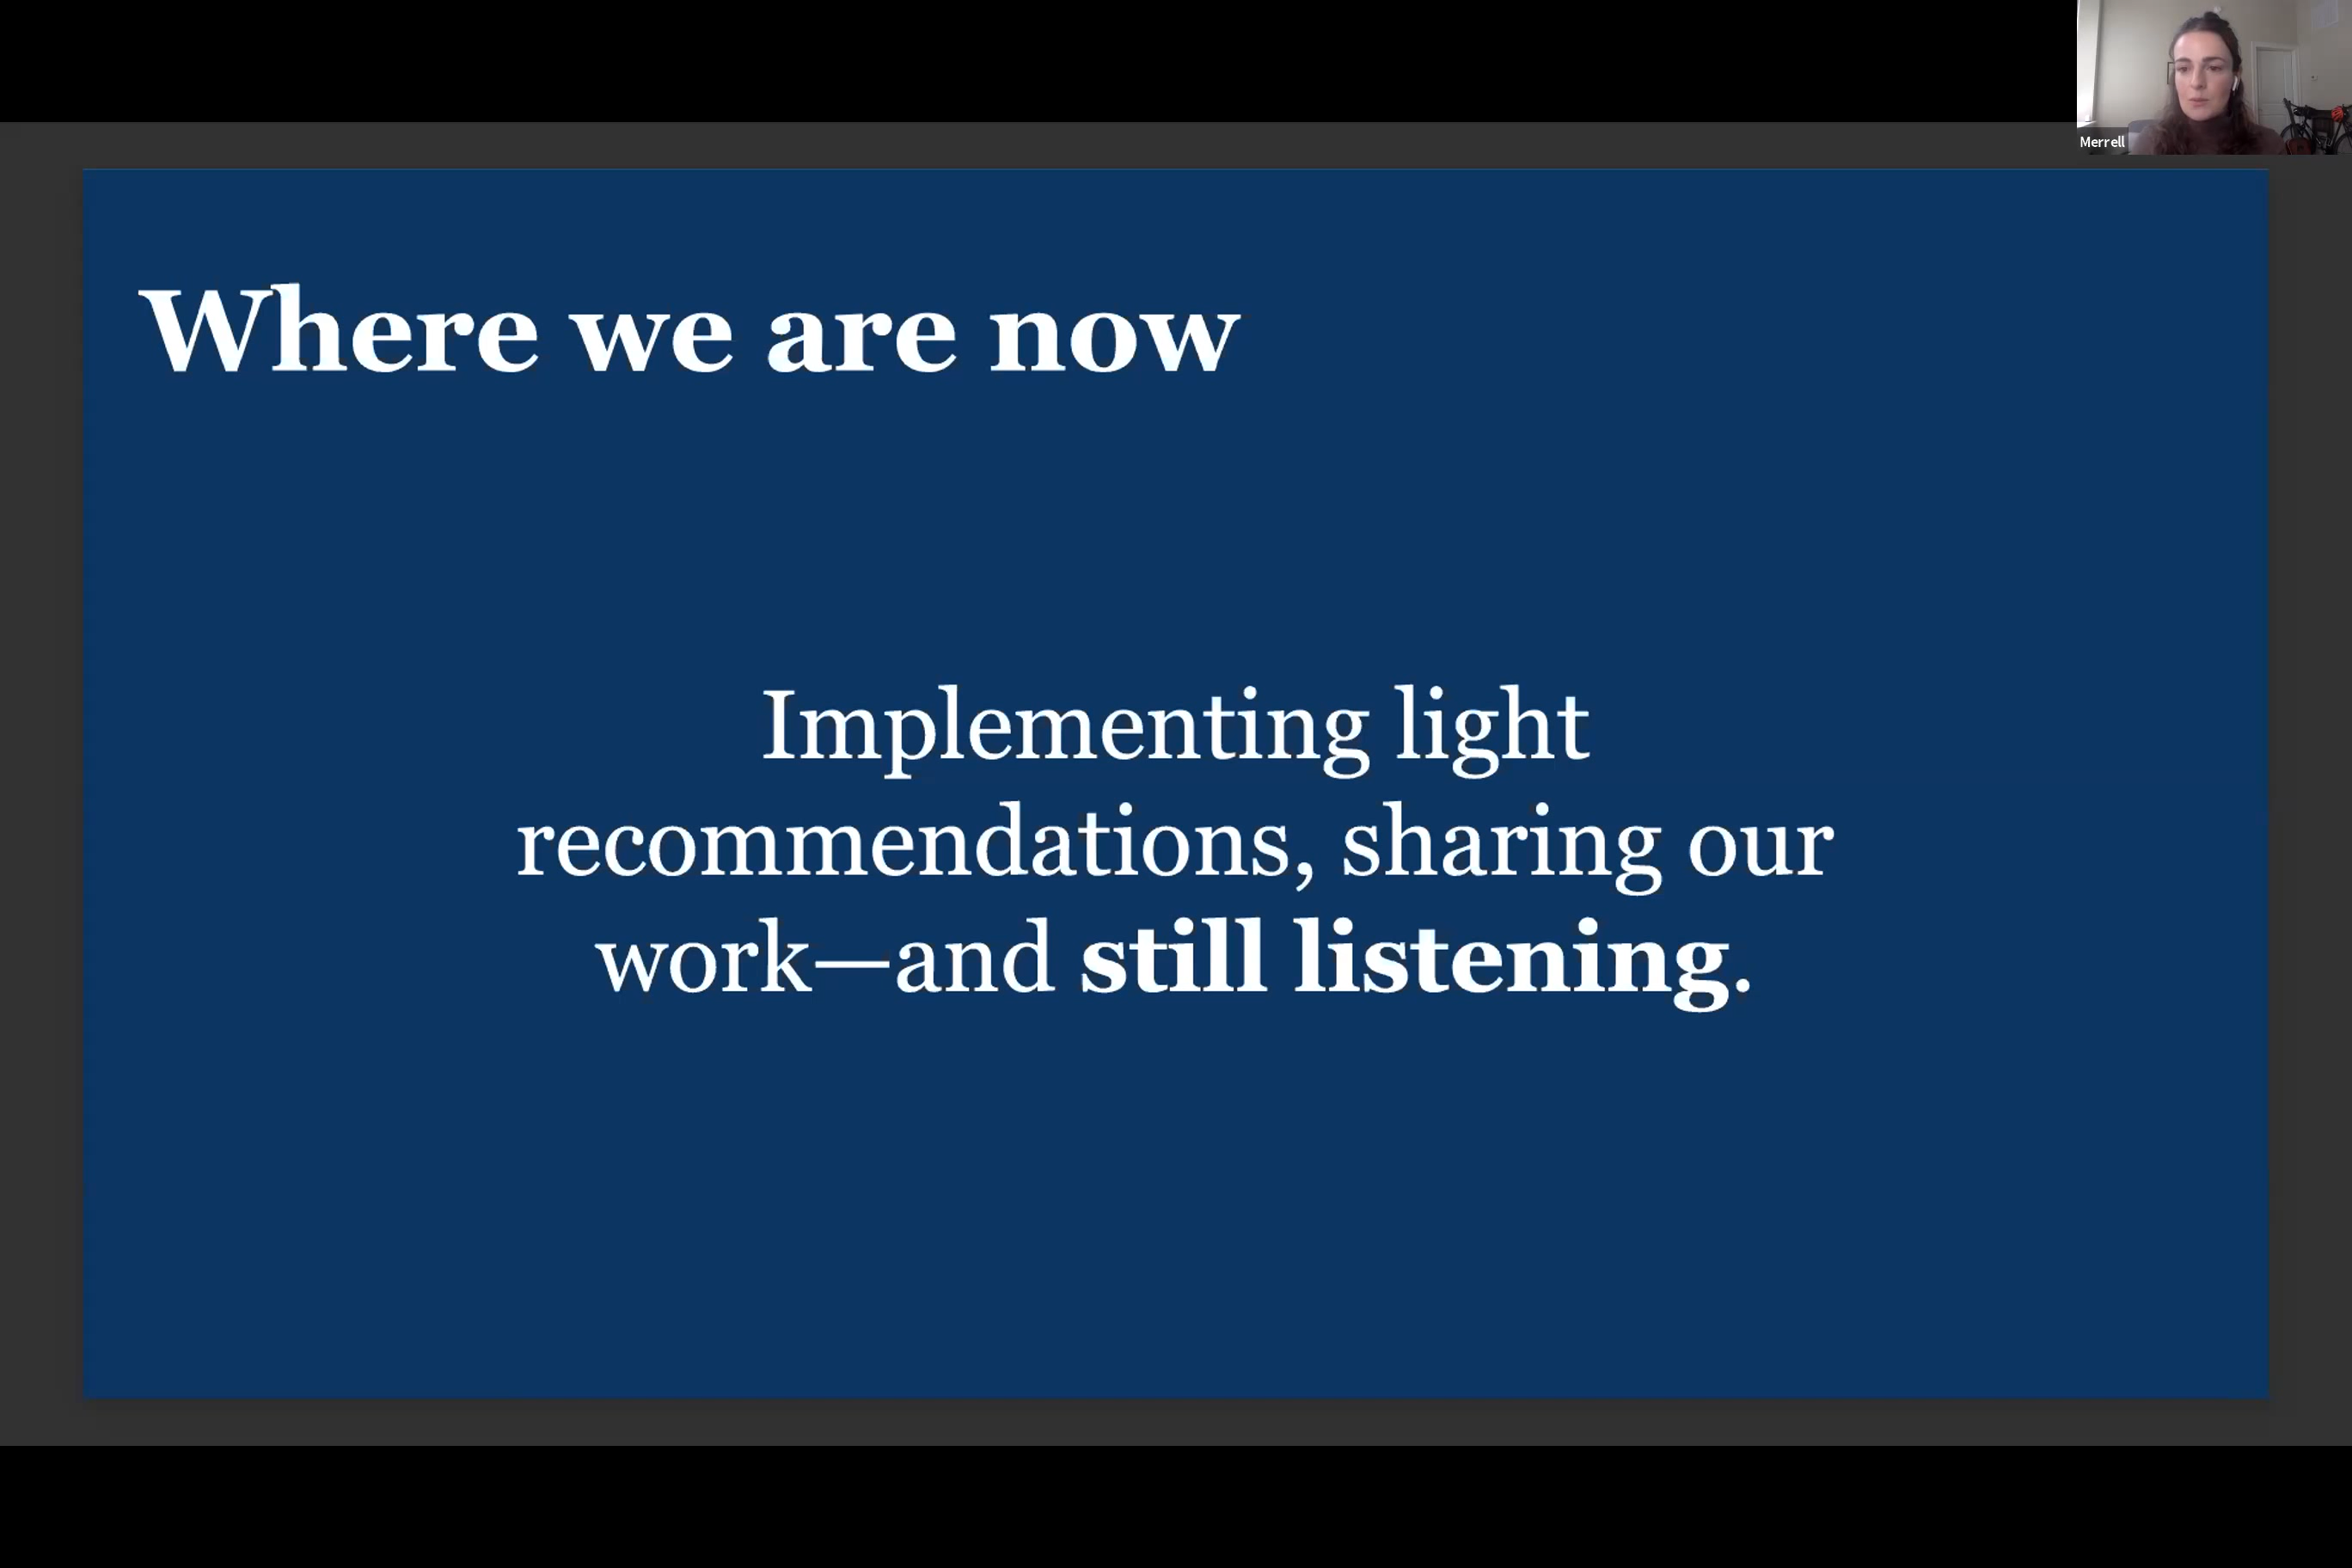 Merrell
Where we are now
Implementing light
recommendations, sharing our
work—and still listening.